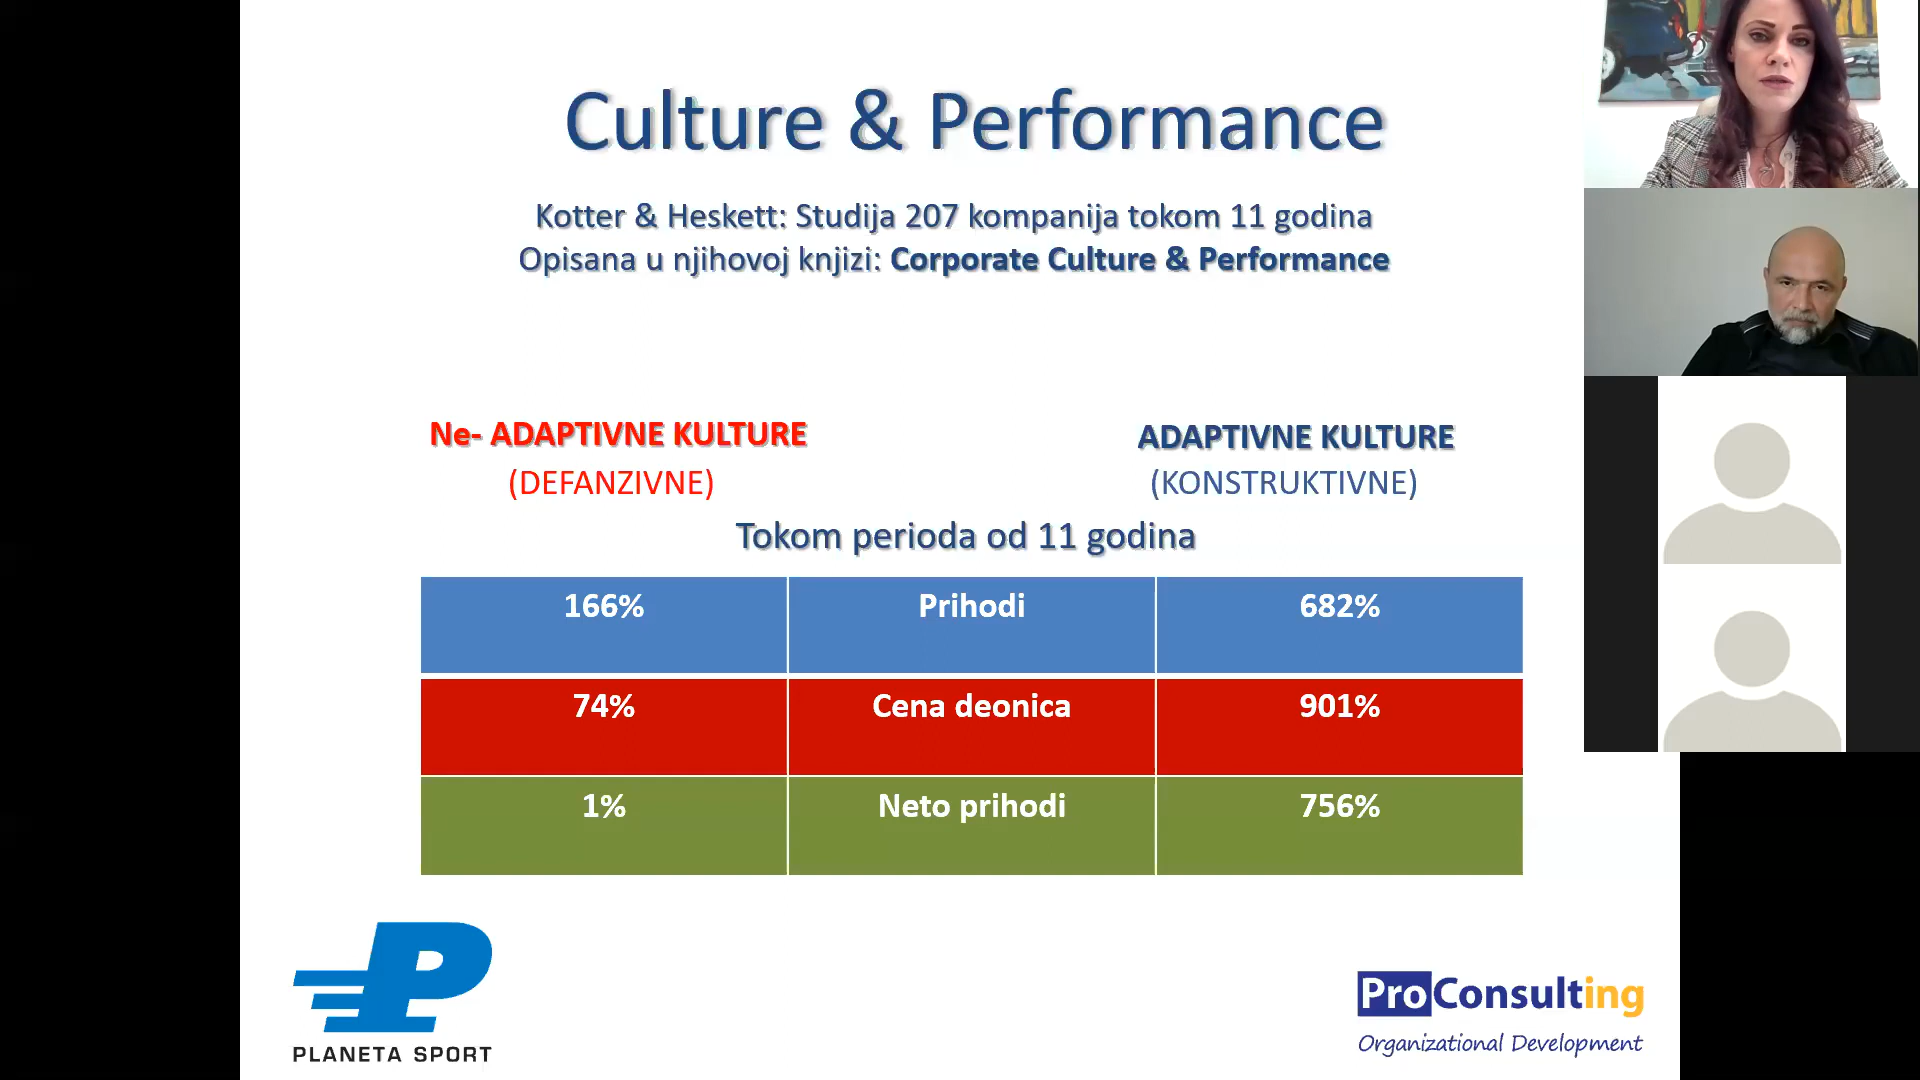 Culture & Performance
Kotter & Heskett: Studija 207 kompanija tokom 11 godina
Opisana u njihovoj knjizi: Corporate Culture & Performance
Ne- ADAPTIVNE KULTURE
(DEFANZIVNE)
ADAPTIVNE KULTURE
(KONSTRUKTIVNE)
Tokom perioda od 11 godina
166% Prihodi 682%
74% Cena deonica 901%
1% Neto prihodi 756%
P
PLANETA SPORT
ProConsulting
Organizational Development